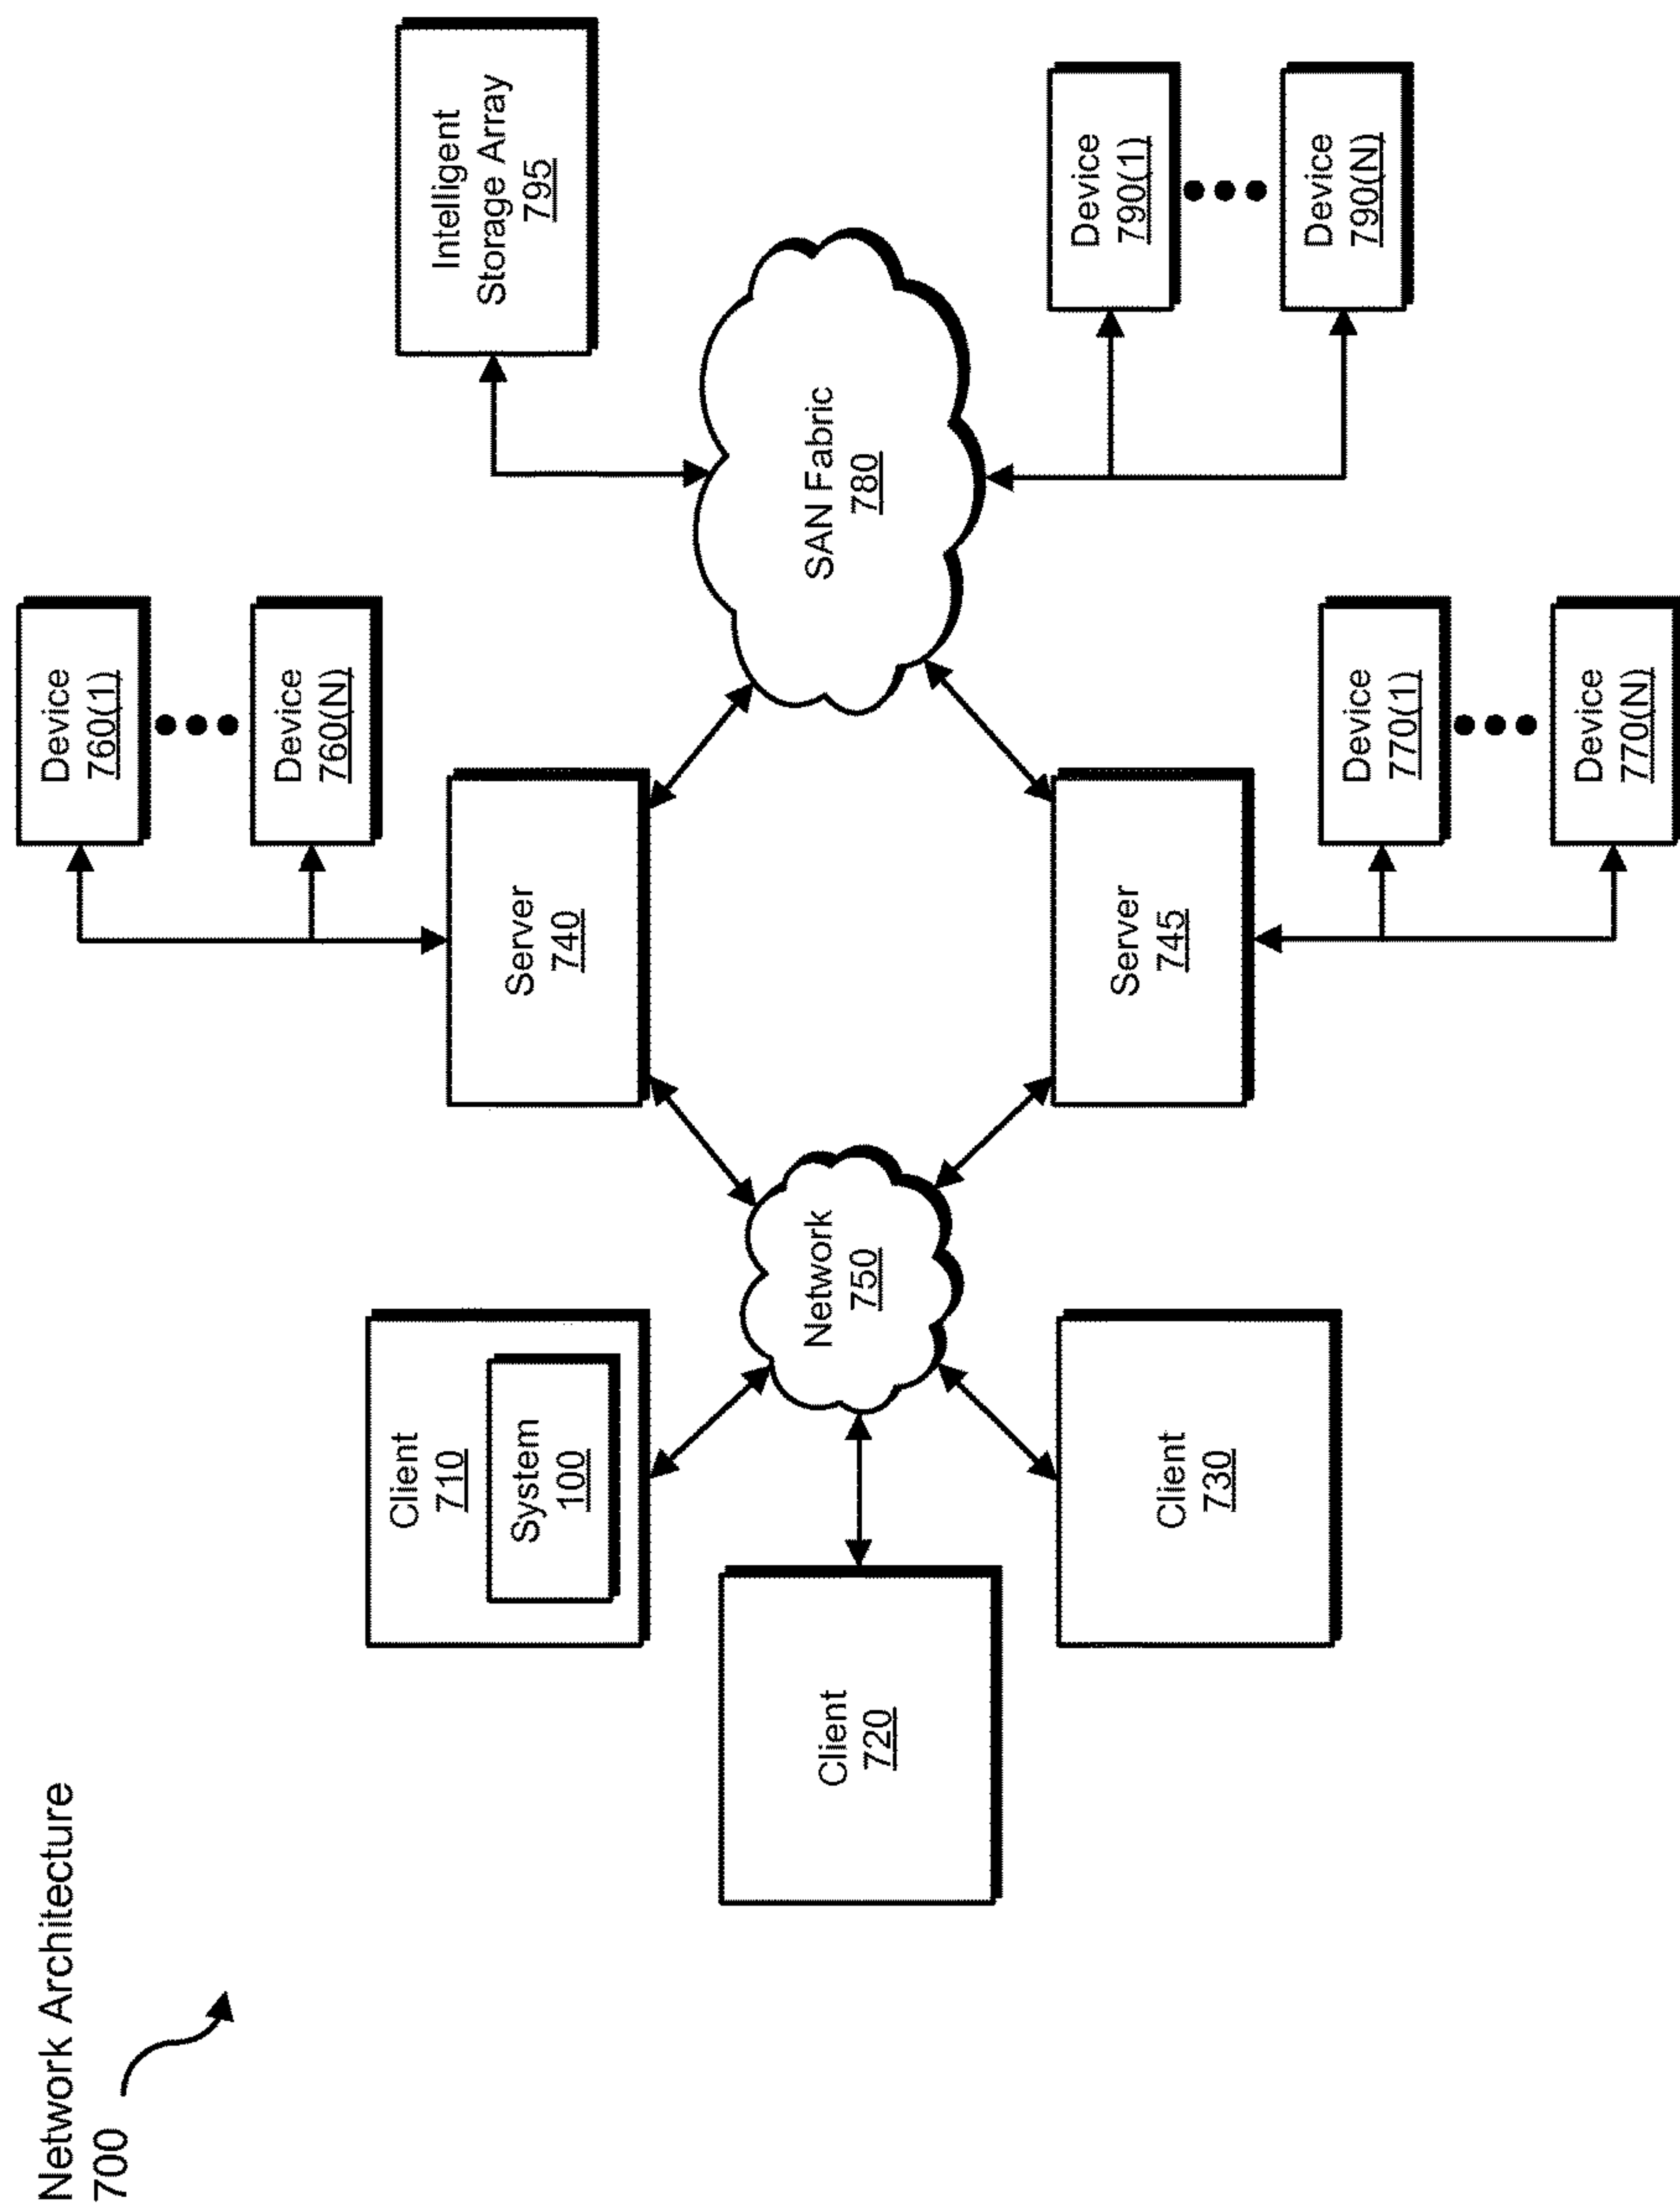 Network Architecture
700
Client
710
System
100
Client
720
Client
730
Network
750
Server
740
Server
745
Device
760(1)
Device
760(N)
Device
770(1)
Device
770(N)
SAN Fabric
780
Intelligent
Storage Array
795
Device
790(1)
Device
790(N)